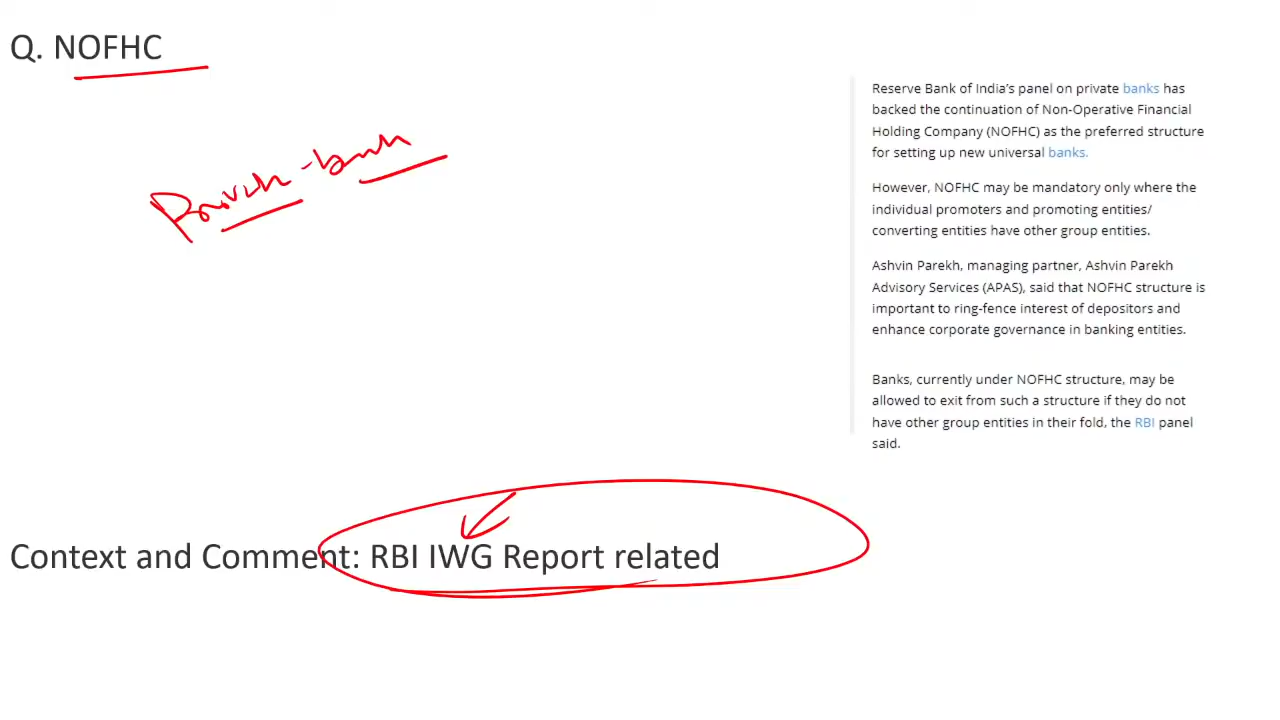 Q. NOFHC
Private-bank
Reserve Bank of India's panel on private banks has
backed the continuation of Non-Operative Financial
Holding Company (NOFHC) as the preferred structure
for setting up new universal banks.
However, NOFHC may be mandatory only where the
individual promoters and promoting entities/
converting entities have other group entities.
Ashvin Parekh, managing partner, Ashvin Parekh
Advisory Services (APAS), said that NOFHC structure is
important to ring-fence interest of depositors and
enhance corporate governance in banking entities.
Banks, currently under NOFHC structure, may be
allowed to exit from such a structure if they do not
have other group entities in their fold, the RBI panel
said.
Context and Comment: RBI IWG Report related